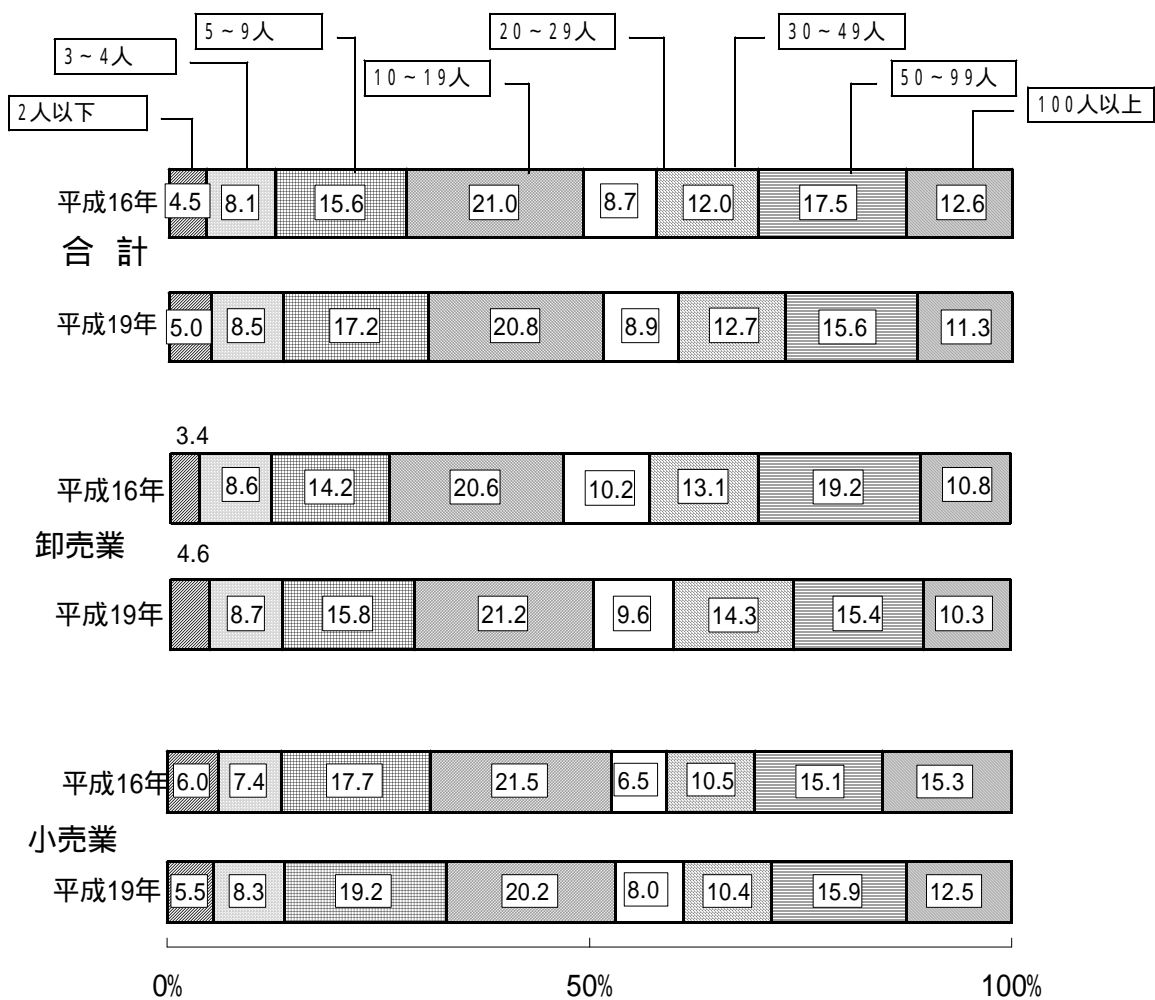 5~9人
20~29人
30~49人
3~4人
10~19人
50~99人
2人以下
100人以上
平成16年 4.5 8.1 15.6 21.0 8.7 12.0 17.5 12.6
合 計
平成19年 5.0 8.5 17.2 20.8 8.9 12.7 15.6 11.3
3.4
平成16年 8.6 14.2 20.6 10.2 13.1 19.2 10.8
卸売業
4.6
平成19年 8.7 15.8 21.2 9.6 14.3 15.4 10.3
平成16年 6.0 7.4 17.7 21.5 6.5 10.5 15.1 15.3
小売業
平成19年 5.5 8.3 19.2 20.2 8.0 10.4 15.9 12.5
0% 50% 100%